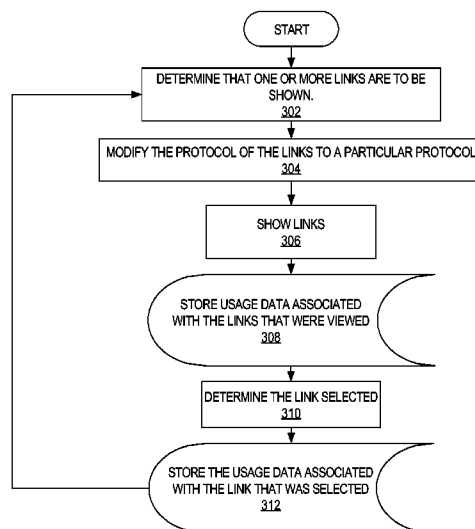 START
DETERMINE THAT ONE OR MORE LINKS ARE TO BE
SHOWN.
302
MODIFY THE PROTOCOL OF THE LINKS TO A PARTICULAR PROTOCOL
304
SHOW LINKS
306
STORE USAGE DATA ASSOCIATED
WITH THE LINKS THAT WERE VIEWED
308
DETERMINE THE LINK SELECTED
310
STORE THE USAGE DATA ASSOCIATED
WITH THE LINK THAT WAS SELECTED
312